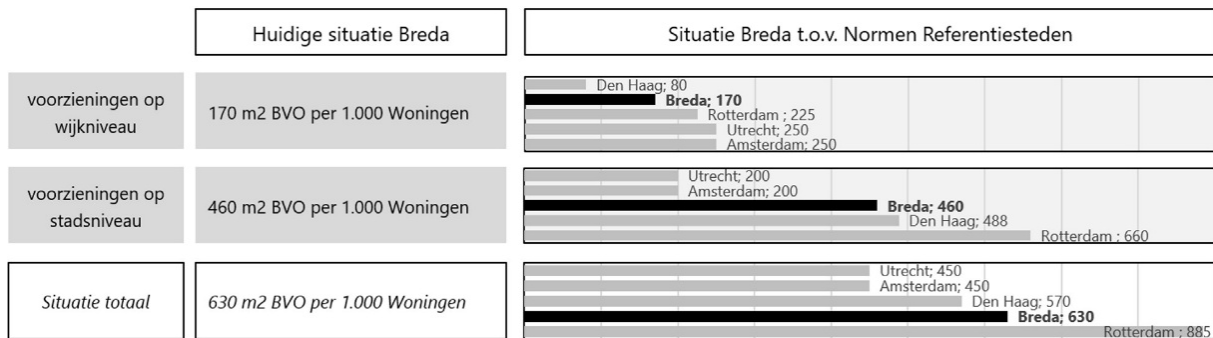 Huidige situatie Breda
Situatie Breda t.o.v. Normen Referentiesteden
voorzieningen op
wijkniveau
170 m2 BVO per 1.000 Woningen
Den Haag; 80
Breda; 170
Rotterdam ; 225
Utrecht; 250
Amsterdam; 250
voorzieningen op
stadsniveau
460 m2 BVO per 1.000 Woningen
Utrecht; 200
Amsterdam; 200
Breda; 460
Den Haag; 488
Rotterdam ; 660
Situatie totaal
630 m2 BVO per 1.000 Woningen
Utrecht; 450
Amsterdam; 450
Den Haag; 570
Breda; 630
Rotterdam ; 885